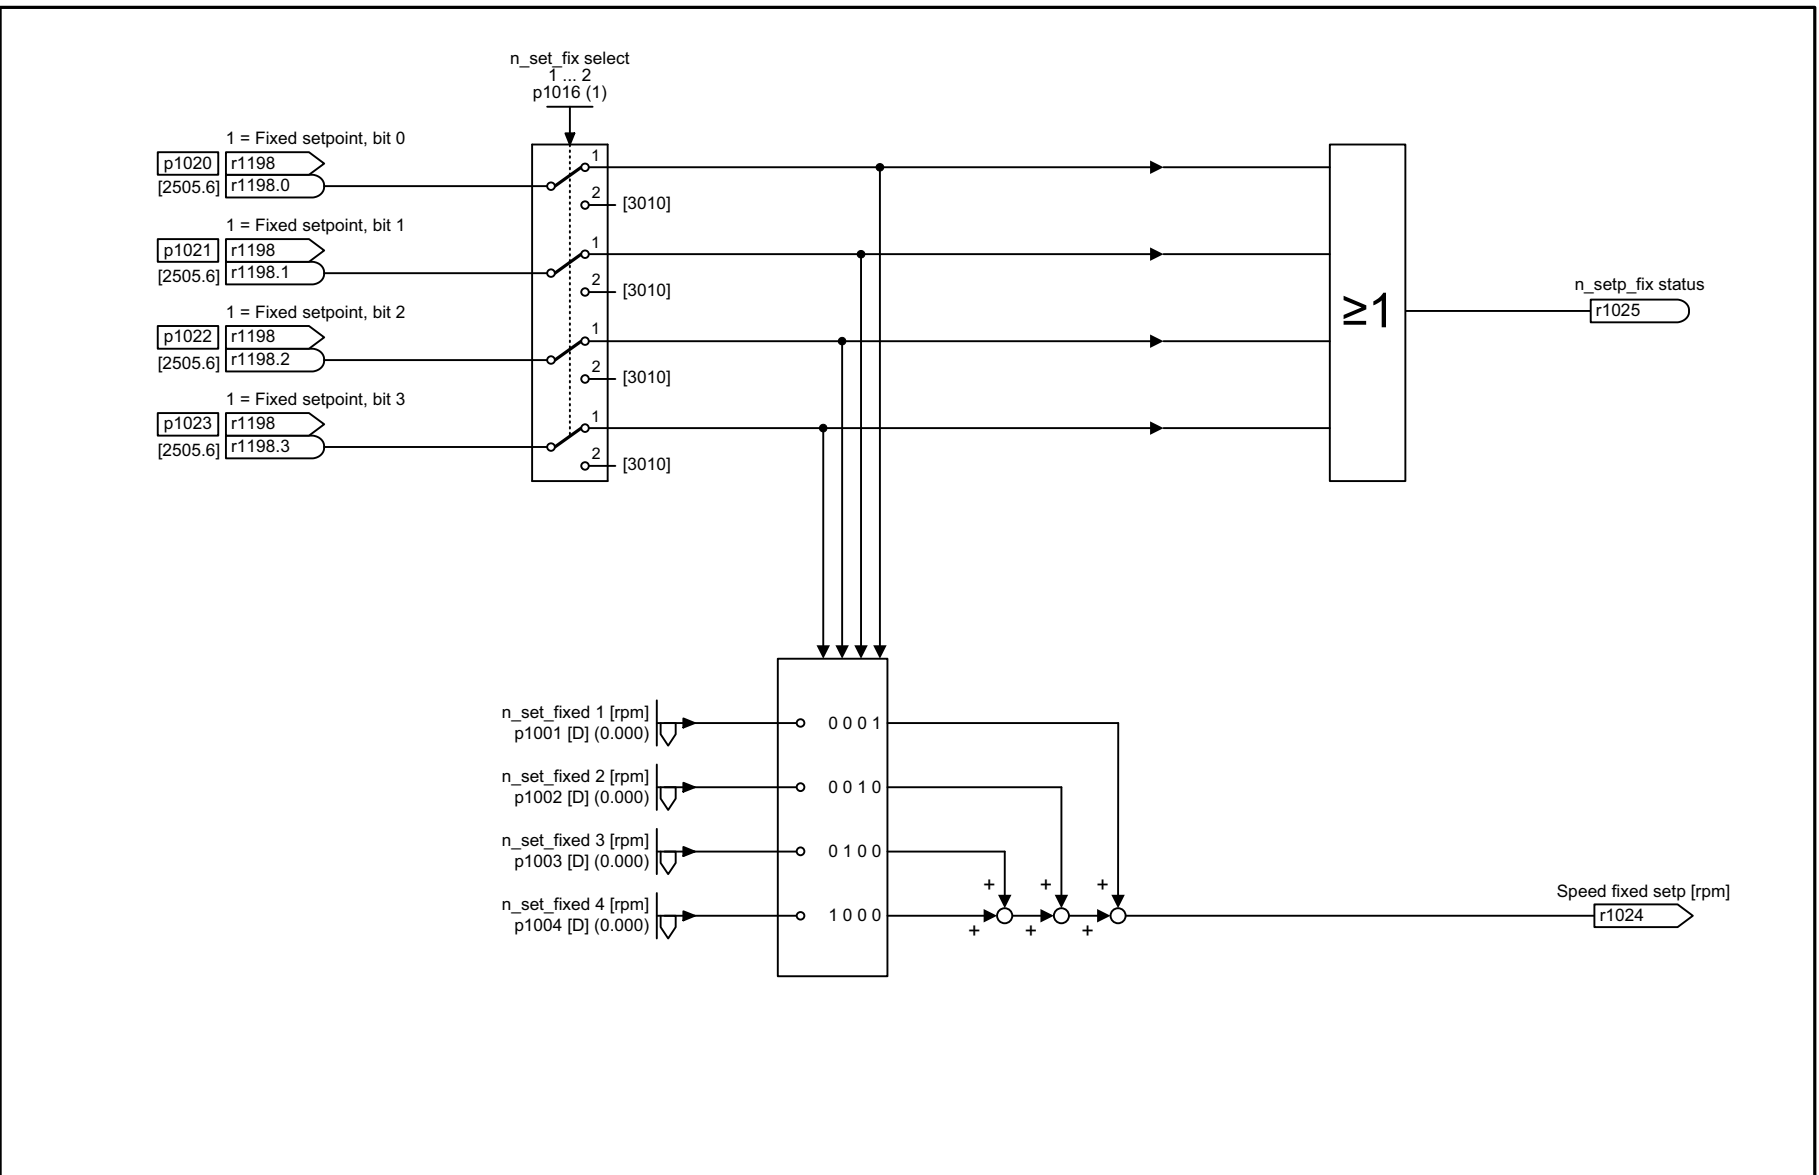 n_set_fix select
1 ... 2
p1016 (1)
1 = Fixed setpoint, bit 0
p1020 r1198
[2505.6] r1198.0
1
2 [3010]
1 = Fixed setpoint, bit 1
p1021 r1198
[2505.6] r1198.1
1
2 [3010]
1 = Fixed setpoint, bit 2
p1022 r1198
[2505.6] r1198.2
1
2 [3010]
1 = Fixed setpoint, bit 3
p1023 r1198
[2505.6] r1198.3
1
2 [3010]
≥1
n_setp_fix status
r1025
n_set_fixed 1 [rpm]
p1001 [D] (0.000)
0 0 0 1
n_set_fixed 2 [rpm]
p1002 [D] (0.000)
0 0 1 0
n_set_fixed 3 [rpm]
p1003 [D] (0.000)
0 1 0 0
n_set_fixed 4 [rpm]
p1004 [D] (0.000)
1 0 0 0
+ + +
+ + +
Speed fixed setp [rpm]
r1024